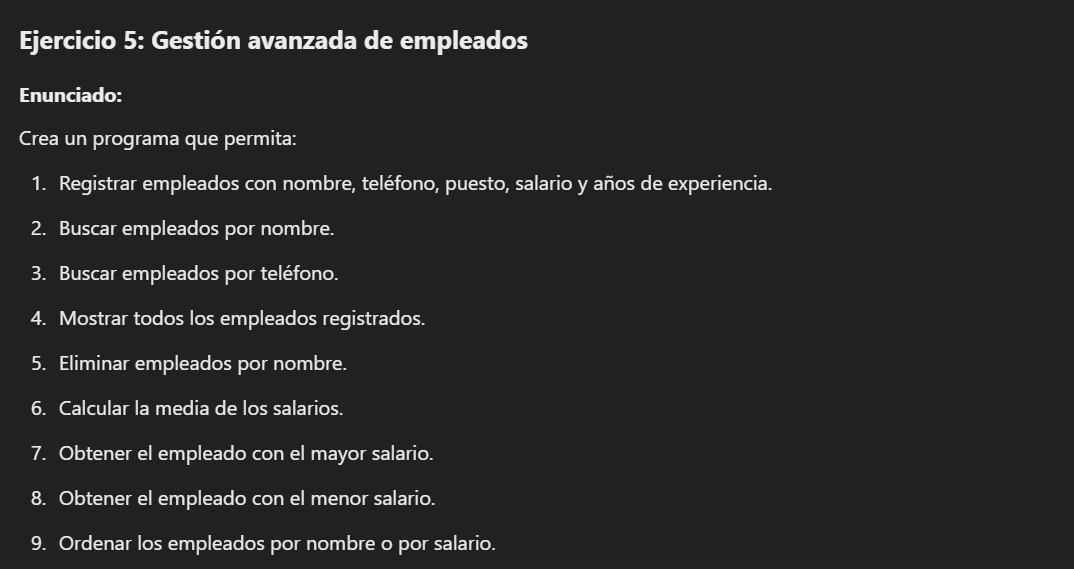 Ejercicio 5: Gestión avanzada de empleados
Enunciado:
Crea un programa que permita:
1. Registrar empleados con nombre, teléfono, puesto, salario y años de experiencia.
2. Buscar empleados por nombre.
3. Buscar empleados por teléfono.
4. Mostrar todos los empleados registrados.
5. Eliminar empleados por nombre.
6. Calcular la media de los salarios.
7. Obtener el empleado con el mayor salario.
8. Obtener el empleado con el menor salario.
9. Ordenar los empleados por nombre o por salario.